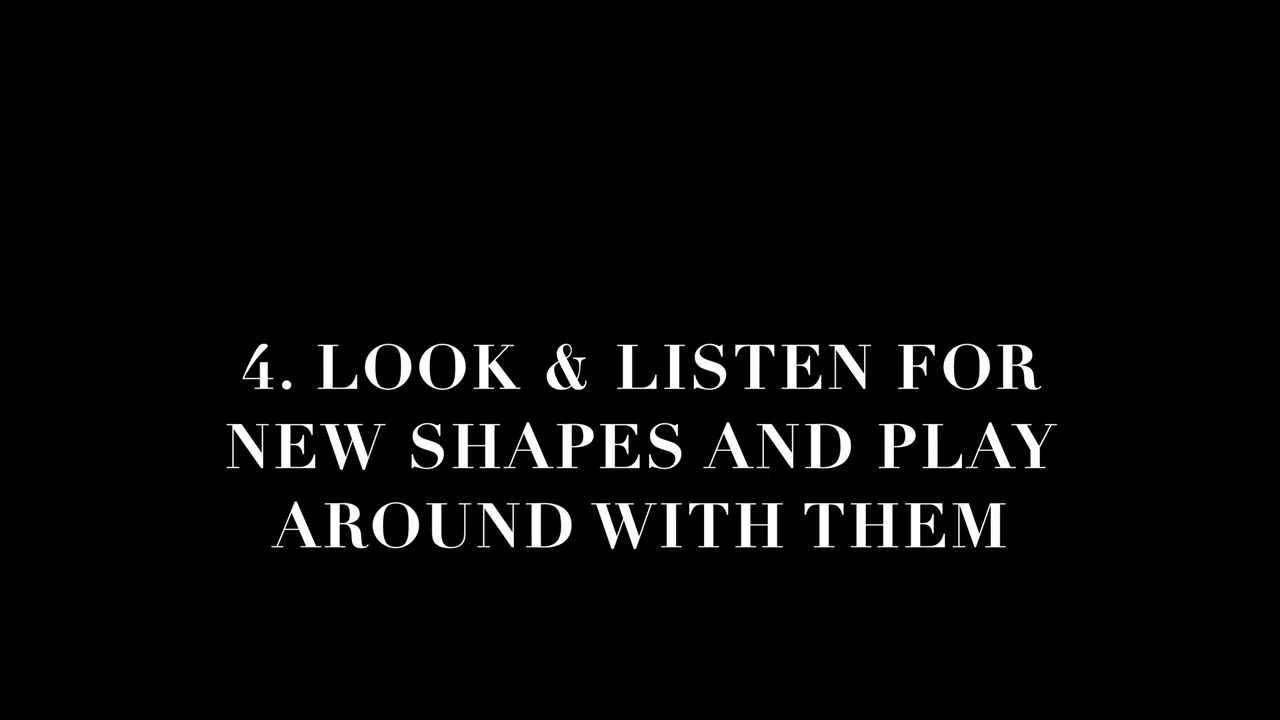 4. LOOK & LISTEN FOR
NEW SHAPES AND PLAY
AROUND WITH THEM